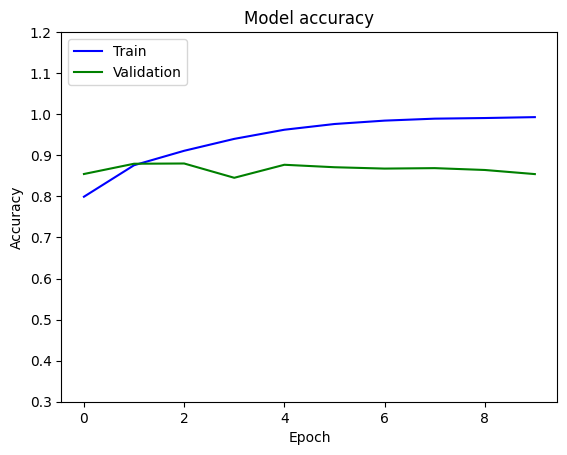 Model accuracy
Train
Validation
1.2
1.1
1.0
0.9
0.8
0.7
0.6
0.5
0.4
0.3
Accuracy
0 2 4 6 8
Epoch